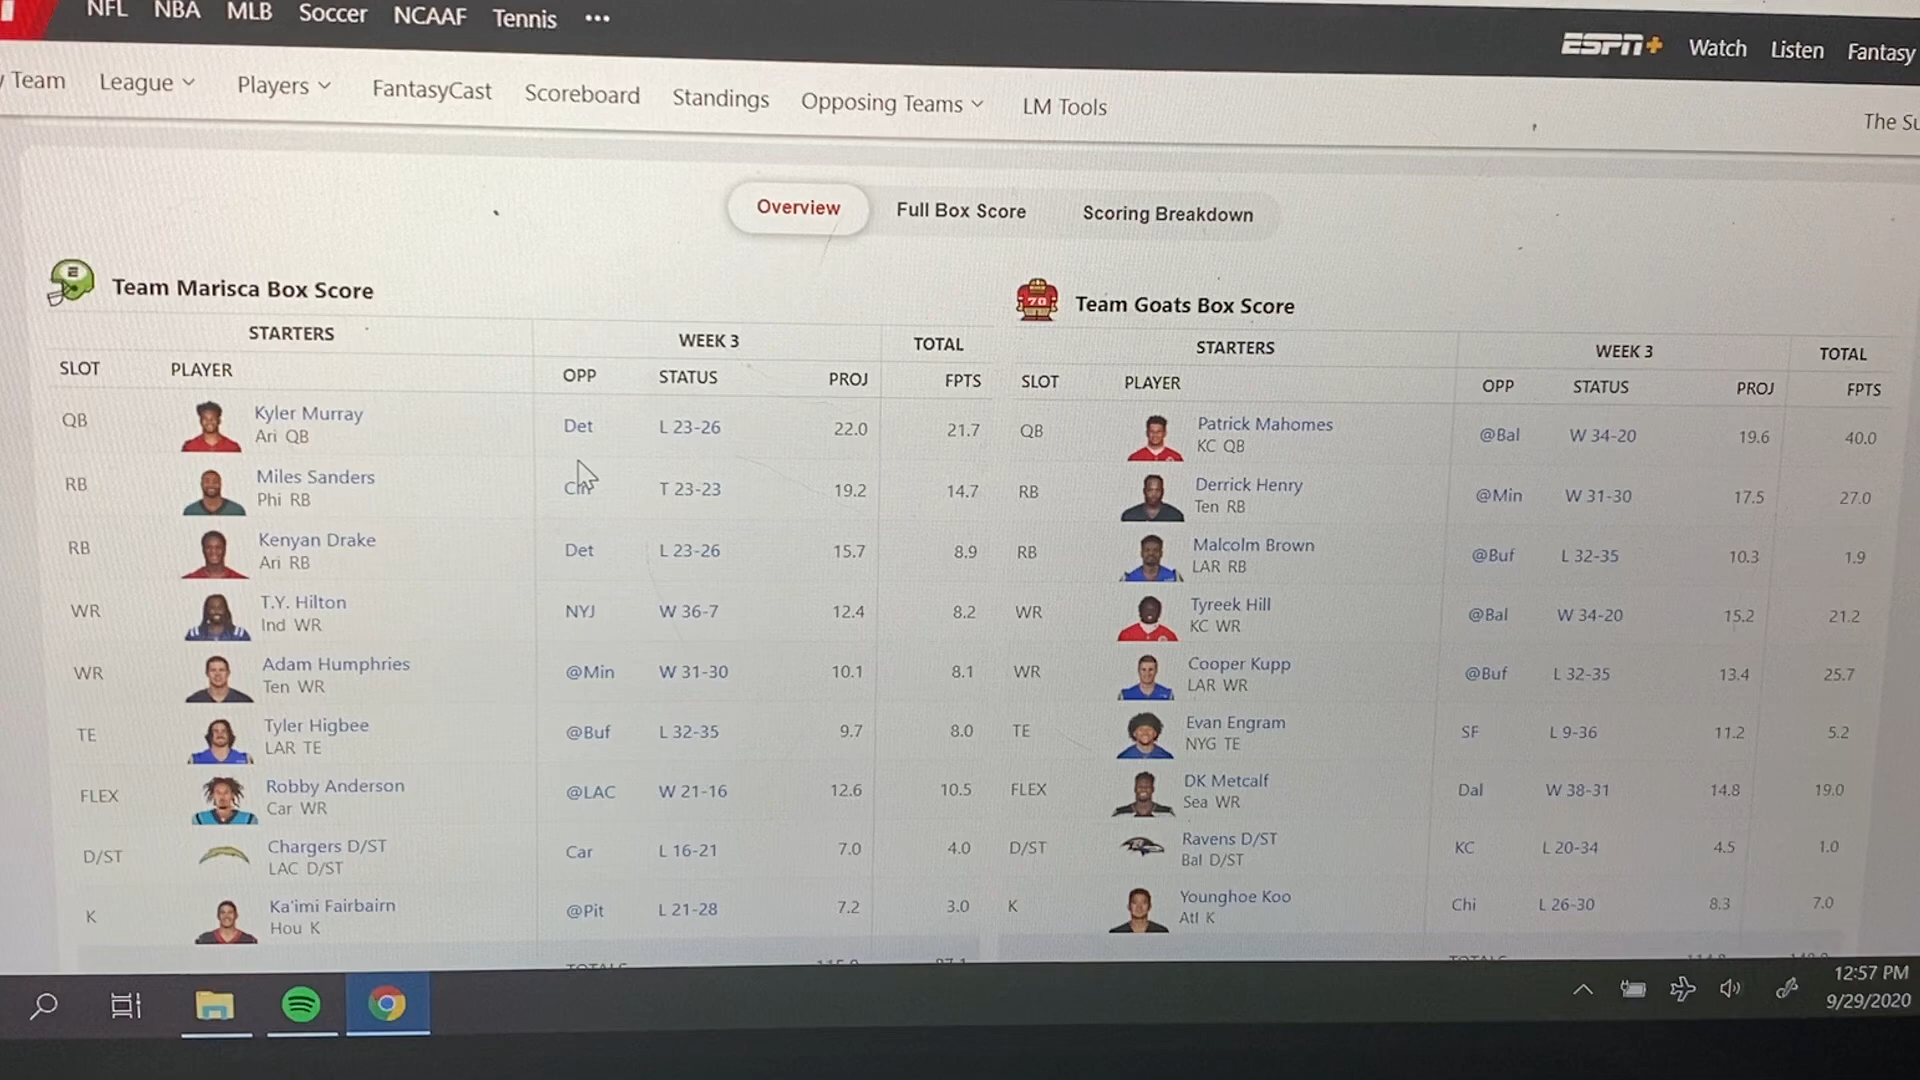 NFL NBA MLB Soccer NCAAF Tennis •••
ESPN+ Watch Listen Fantasy
Team League Players FantasyCast Scoreboard Standings Opposing Teams LM Tools
The Su
Overview Full Box Score Scoring Breakdown
Team Marisca Box Score
STARTERS WEEK 3 TOTAL
SLOT PLAYER OPP STATUS PROJ FPTS
QB Kyler Murray Det L 23-26 22.0 21.7
Ari QB
RB Miles Sanders T 23-23 19.2 14.7
Phi RB
RB Kenyan Drake Det L 23-26 15.7 8.9
Ari RB
WR T.Y. Hilton NYJ W 36-7 12.4 8.2
Ind WR
WR Adam Humphries @Min W 31-30 10.1 8.1
Ten WR
TE Tyler Higbee @Buf L 32-35 9.7 8.0
LAR TE
FLEX Robby Anderson @LAC W 21-16 12.6 10.5
Car WR
D/ST Chargers D/ST Car L 16-21 7.0 4.0
LAC D/ST
K Ka'imi Fairbairn @Pit L 21-28 7.2 3.0
Hou K
TOTALS
70
Team Goats Box Score
STARTERS WEEK 3 TOTAL
SLOT PLAYER OPP STATUS PROJ FPTS
QB Patrick Mahomes @Bal W 34-20 19.6 40.0
KC QB
RB Derrick Henry @Min W 31-30 17.5 27.0
Ten RB
RB Malcolm Brown @Buf L 32-35 10.3 1.9
LAR RB
WR Tyreek Hill @Bal W 34-20 15.2 21.2
KC WR
WR Cooper Kupp @Buf L 32-35 13.4 25.7
LAR WR
TE Evan Engram SF L 9-36 11.2 5.2
NYG TE
FLEX DK Metcalf Dal W 38-31 14.8 19.0
Sea WR
D/ST Ravens D/ST KC L 20-34 4.5 1.0
Bal D/ST
K Younghoe Koo Chi L 26-30 8.3 7.0
Atl K
TOTALS
12:57 PM
9/29/2020